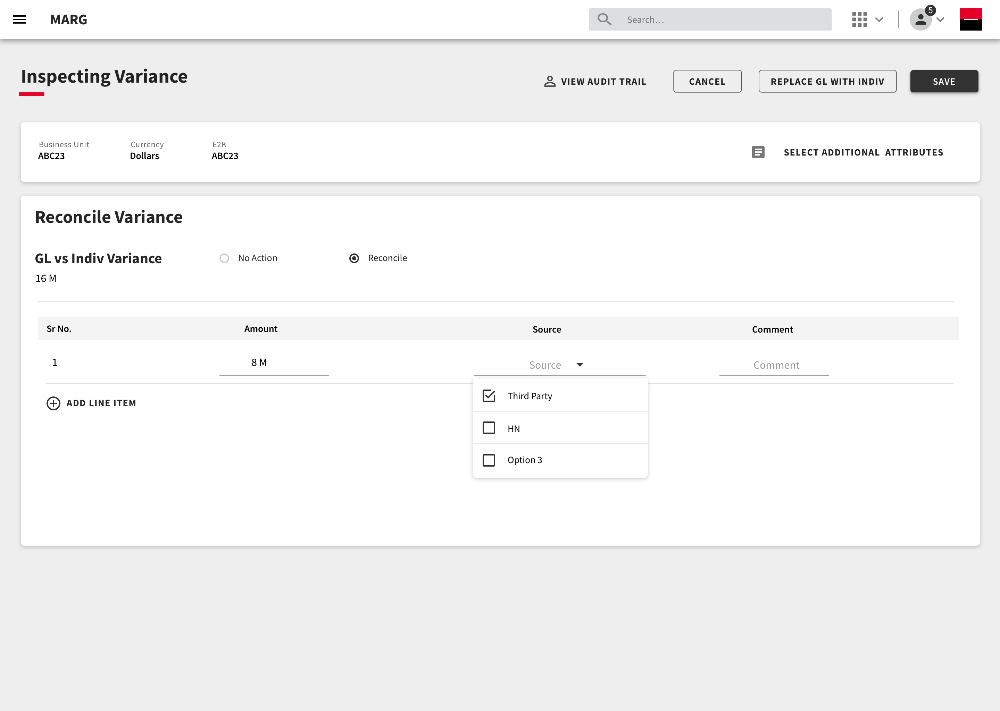 MARG
Search...
5
Inspecting Variance
VIEW AUDIT TRAIL
CANCEL
REPLACE GL WITH INDIV
SAVE
Business Unit
ABC23
Currency
Dollars
E2K
ABC23
SELECT ADDITIONAL ATTRIBUTES
Reconcile Variance
GL vs Indiv Variance
No Action
Reconcile
16 M
Sr No.
Amount
Source
Comment
1
8 M
Source
Comment
ADD LINE ITEM
Third Party
HN
Option 3